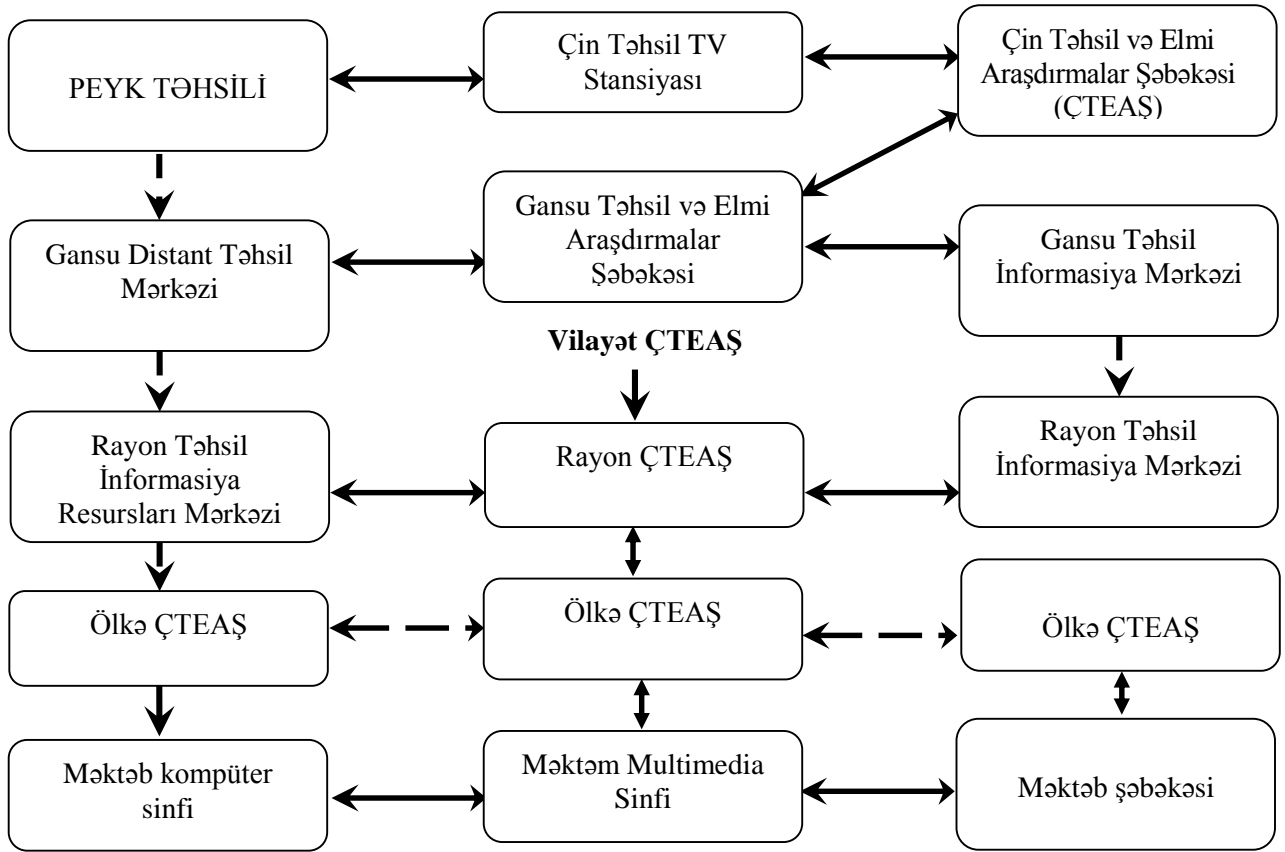 PEYK TƏHSİLİ
Çin Təhsil TV
Stansiyası
Çin Təhsil və Elmi
Araşdırmalar Şəbəkəsi
(ÇTEAŞ)
Gansu Distant Təhsil
Mərkəzi
Gansu Təhsil və Elmi
Araşdırmalar
Şəbəkəsi
Gansu Təhsil
İnformasiya Mərkəzi
Vilayət ÇTEAŞ
Rayon Təhsil
İnformasiya
Resursları Mərkəzi
Rayon ÇTEAŞ
Rayon Təhsil
İnformasiya Mərkəzi
Ölkə ÇTEAŞ
Ölkə ÇTEAŞ
Ölkə ÇTEAŞ
Məktəb kompüter
sinfi
Məktəm Multimedia
Sinfi
Məktəb şəbəkəsi